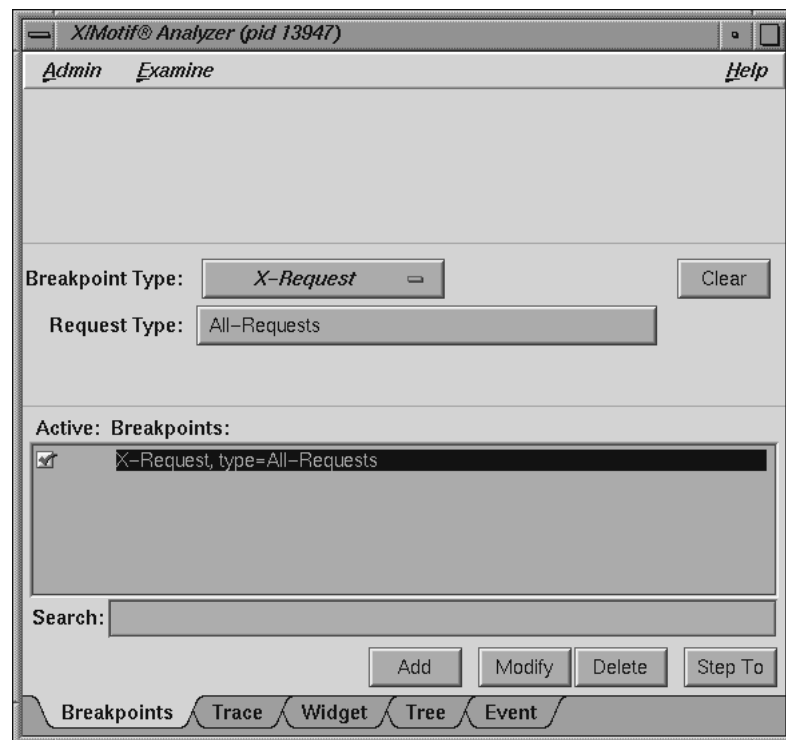 X/Motif® Analyzer (pid 13947)
Admin Examine Help
Breakpoint Type: X-Request Clear
Request Type: All-Requests
Active: Breakpoints:
X-Request, type=All-Requests
Search:
Add Modify Delete Step To
Breakpoints Trace Widget Tree Event